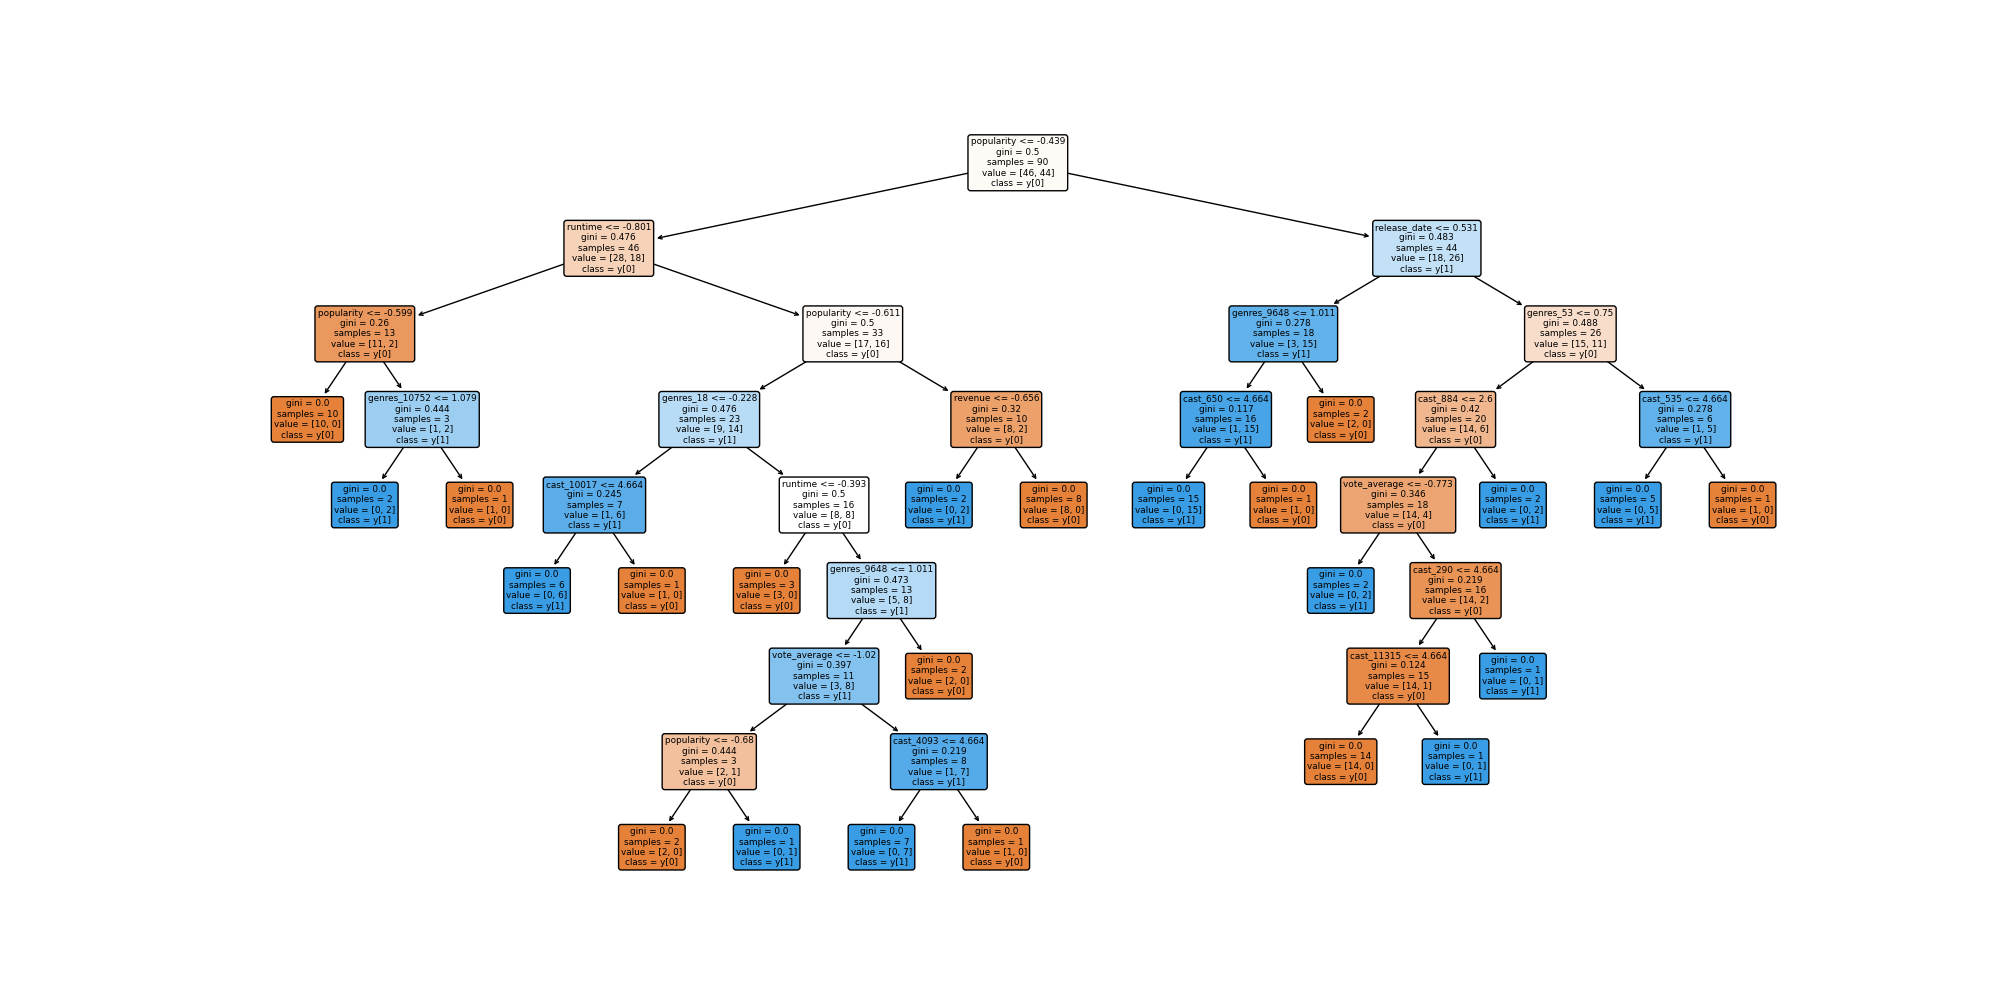 popularity <= -0.439
gini = 0.5
samples = 90
value = [46, 44]
class = y[0]
runtime <= -0.801
gini = 0.476
samples = 46
value = [28, 18]
class = y[0]
release_date <= 0.531
gini = 0.483
samples = 44
value = [18, 26]
class = y[1]
popularity <= -0.599
gini = 0.26
samples = 13
value = [11, 2]
class = y[0]
popularity <= -0.611
gini = 0.5
samples = 33
value = [17, 16]
class = y[0]
genres_9648 <= 1.011
gini = 0.278
samples = 18
value = [3, 15]
class = y[1]
genres_53 <= 0.75
gini = 0.488
samples = 26
value = [15, 11]
class = y[0]
gini = 0.0
samples = 10
value = [10, 0]
class = y[0]
genres_10752 <= 1.079
gini = 0.444
samples = 3
value = [1, 2]
class = y[1]
genres_18 <= -0.228
gini = 0.476
samples = 23
value = [9, 14]
class = y[1]
revenue <= -0.656
gini = 0.32
samples = 10
value = [8, 2]
class = y[0]
cast_650 <= 4.664
gini = 0.117
samples = 16
value = [1, 15]
class = y[1]
gini = 0.0
samples = 2
value = [2, 0]
class = y[0]
cast_884 <= 2.6
gini = 0.42
samples = 20
value = [14, 6]
class = y[0]
cast_535 <= 4.664
gini = 0.278
samples = 6
value = [1, 5]
class = y[1]
gini = 0.0
samples = 2
value = [0, 2]
class = y[1]
gini = 0.0
samples = 1
value = [1, 0]
class = y[0]
cast_10017 <= 4.664
gini = 0.245
samples = 7
value = [1, 6]
class = y[1]
runtime <= -0.393
gini = 0.5
samples = 16
value = [8, 8]
class = y[0]
gini = 0.0
samples = 2
value = [0, 2]
class = y[1]
gini = 0.0
samples = 8
value = [8, 0]
class = y[0]
gini = 0.0
samples = 15
value = [0, 15]
class = y[1]
gini = 0.0
samples = 1
value = [1, 0]
class = y[0]
vote_average <= -0.773
gini = 0.346
samples = 18
value = [14, 4]
class = y[0]
gini = 0.0
samples = 2
value = [0, 2]
class = y[1]
gini = 0.0
samples = 5
value = [0, 5]
class = y[1]
gini = 0.0
samples = 1
value = [1, 0]
class = y[0]
gini = 0.0
samples = 6
value = [0, 6]
class = y[1]
gini = 0.0
samples = 1
value = [1, 0]
class = y[0]
gini = 0.0
samples = 3
value = [3, 0]
class = y[0]
genres_9648 <= 1.011
gini = 0.473
samples = 13
value = [5, 8]
class = y[1]
gini = 0.0
samples = 2
value = [0, 2]
class = y[1]
cast_290 <= 4.664
gini = 0.219
samples = 16
value = [14, 2]
class = y[0]
vote_average <= -1.02
gini = 0.397
samples = 11
value = [3, 8]
class = y[1]
gini = 0.0
samples = 2
value = [2, 0]
class = y[0]
cast_11315 <= 4.664
gini = 0.124
samples = 15
value = [14, 1]
class = y[0]
gini = 0.0
samples = 1
value = [0, 1]
class = y[1]
popularity <= -0.68
gini = 0.444
samples = 3
value = [2, 1]
class = y[0]
cast_4093 <= 4.664
gini = 0.219
samples = 8
value = [1, 7]
class = y[1]
gini = 0.0
samples = 14
value = [14, 0]
class = y[0]
gini = 0.0
samples = 1
value = [0, 1]
class = y[1]
gini = 0.0
samples = 2
value = [2, 0]
class = y[0]
gini = 0.0
samples = 1
value = [0, 1]
class = y[1]
gini = 0.0
samples = 7
value = [0, 7]
class = y[1]
gini = 0.0
samples = 1
value = [1, 0]
class = y[0]